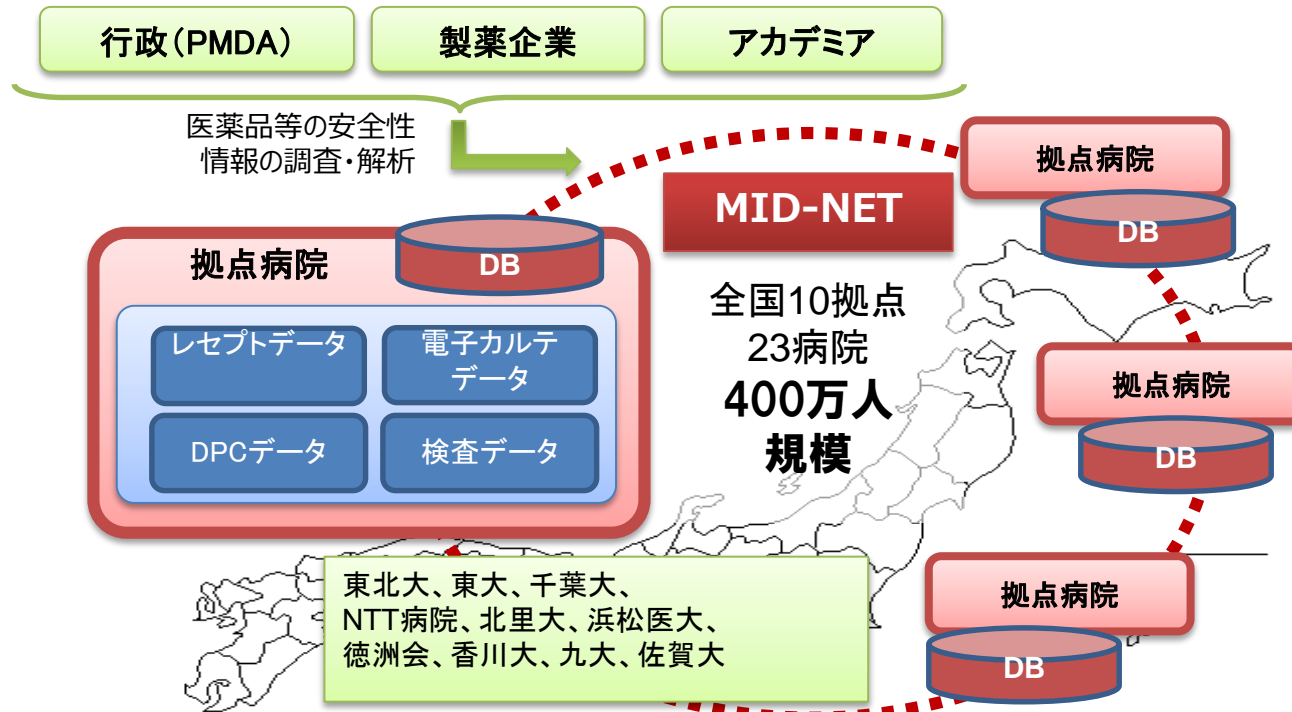 行政(PMDA)
製薬企業
アカデミア
医薬品等の安全性
情報の調査・解析
MID-NET
拠点病院
DB
拠点病院
DB
レセプトデータ
電子カルテ
データ
DPCデータ
検査データ
全国10拠点
23病院
400万人
規模
拠点病院
DB
拠点病院
DB
東北大、東大、千葉大、
NTT病院、北里大、浜松医大、
徳洲会、香川大、九大、佐賀大